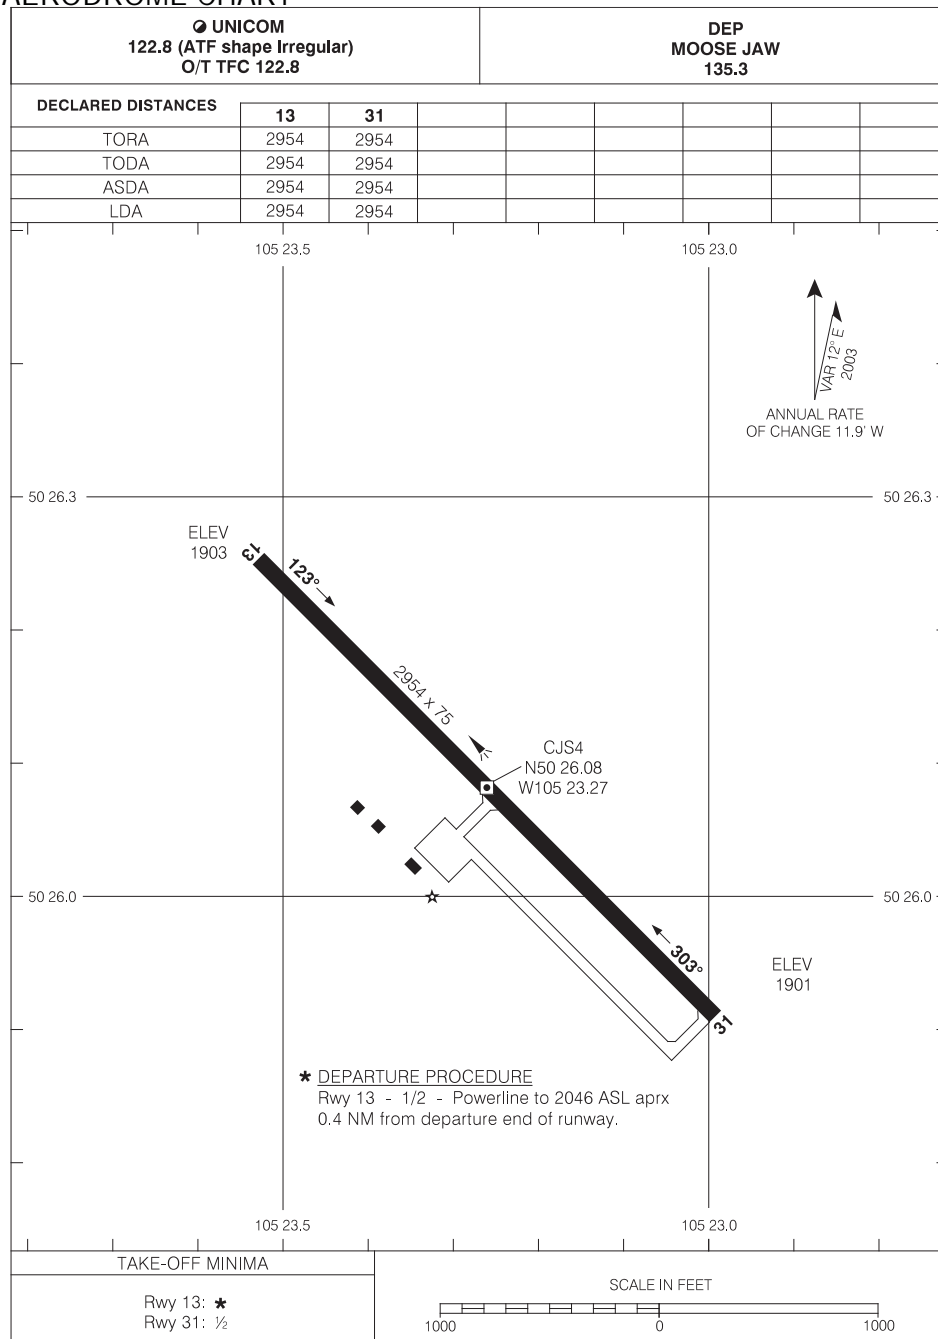 AERODROME CHART
UNICOM
122.8 (ATF shape Irregular)
O/T TFC 122.8
DEP
MOOSE JAW
135.3
DECLARED DISTANCES 13 31
TORA 2954 2954
TODA 2954 2954
ASDA 2954 2954
LDA 2954 2954
105 23.5 105 23.0
VAR 12° E
2003
ANNUAL RATE
OF CHANGE 11.9' W
50 26.3 50 26.3
ELEV
1903
13
123°
2954 x 75
CJS4
N50 26.08
W105 23.27
50 26.0 50 26.0
303°
ELEV
1901
31
* DEPARTURE PROCEDURE
Rwy 13 - 1/2 - Powerline to 2046 ASL aprx
0.4 NM from departure end of runway.
105 23.5 105 23.0
TAKE-OFF MINIMA
Rwy 13: *
Rwy 31: ½
SCALE IN FEET
1000 0 1000